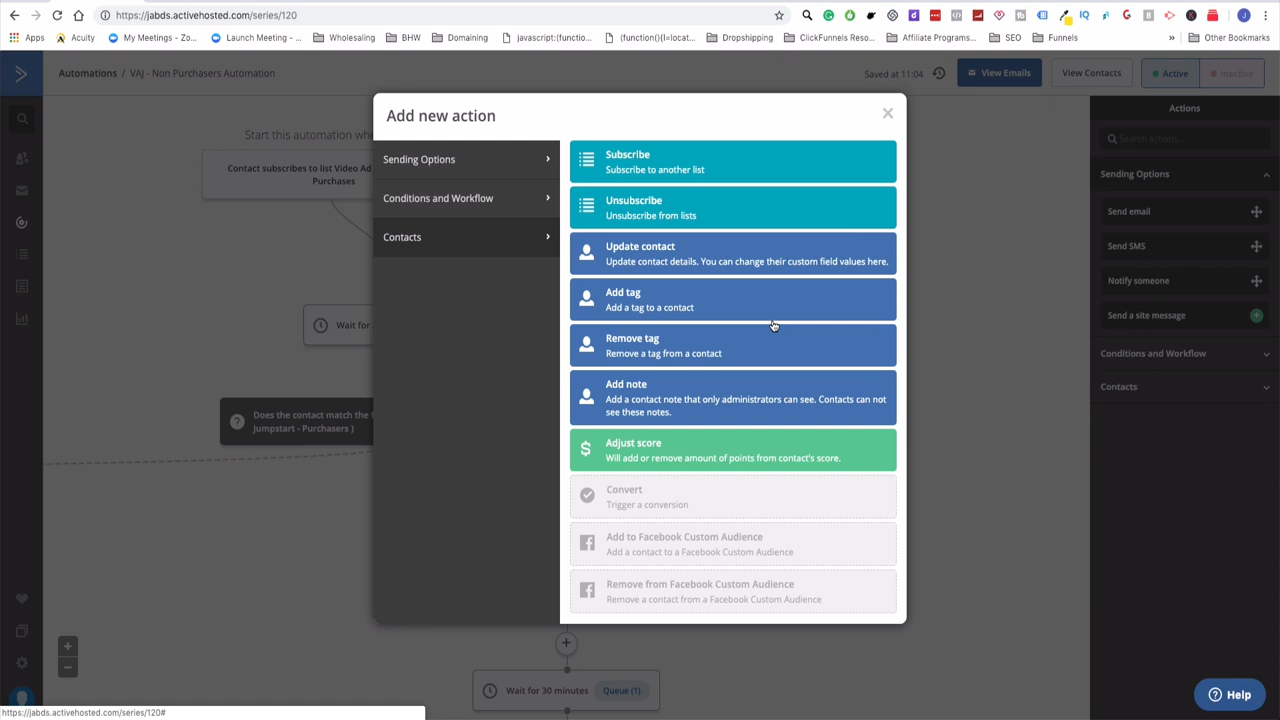 https://jabds.activehosted.com/series/120
Apps
Acuity
My Meetings - Zo...
Launch Meeting - ...
Wholesaling
BHW
Domaining
javascript:(functio...
(function(){l=locat...
Dropshipping
ClickFunnels Reso...
Affiliate Programs...
SEO
Funnels
»
Other Bookmarks
Automations / VAJ - Non Purchasers Automation
Saved at 11:04
View Emails
View Contacts
Active
Inactive
Start this automation whe
Contact subscribes to list Video Ad
Purchases
Wait for
Does the contact match the
Jumpstart - Purchasers )
Add new action
Sending Options
Conditions and Workflow
Contacts
Subscribe
Subscribe to another list
Unsubscribe
Unsubscribe from lists
Update contact
Update contact details. You can change their custom field values here.
Add tag
Add a tag to a contact
Remove tag
Remove a tag from a contact
Add note
Add a contact note that only administrators can see. Contacts can not
see these notes.
Adjust score
Will add or remove amount of points from contact's score.
Convert
Trigger a conversion
Add to Facebook Custom Audience
Add a contact to a Facebook Custom Audience
Remove from Facebook Custom Audience
Remove a contact from a Facebook Custom Audience
Wait for 30 minutes
Queue (1)
Actions
Search actions...
Sending Options
Send email
Send SMS
Notify someone
Send a site message
Conditions and Workflow
Contacts
Help
https://jabds.activehosted.com/series/120#